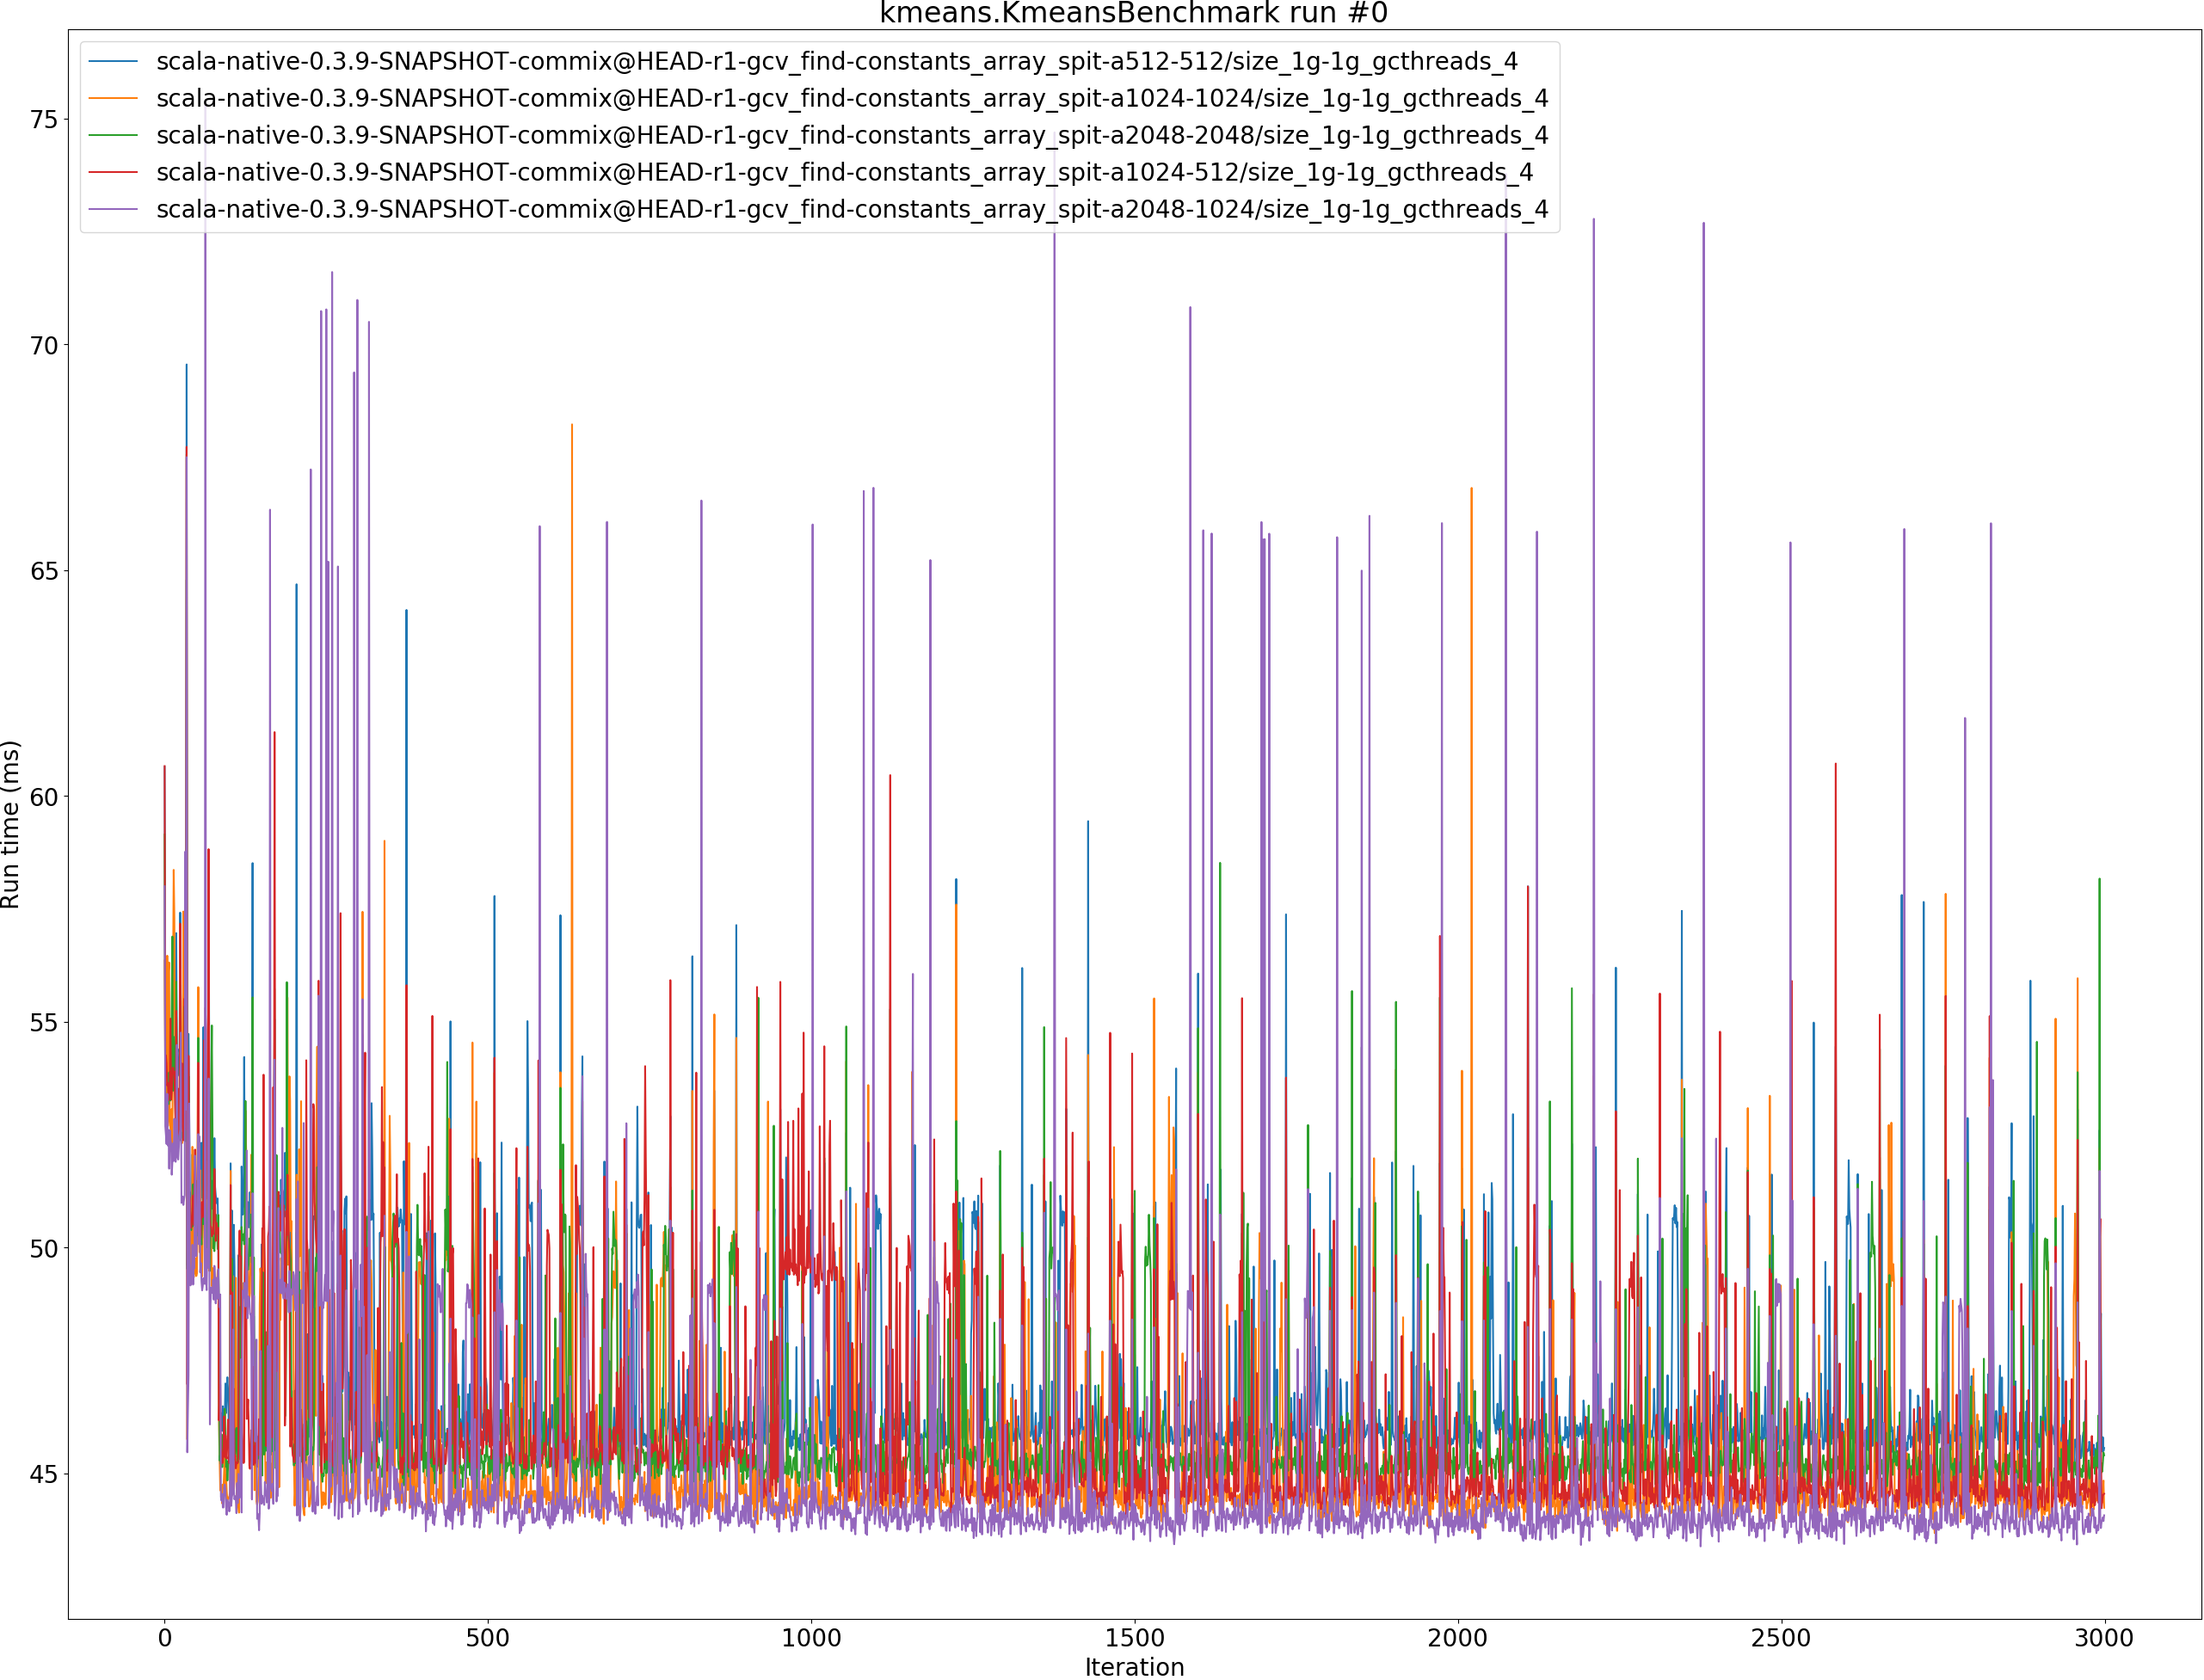 kmeans.KmeansBenchmark run #0
scala-native-0.3.9-SNAPSHOT-commix@HEAD-r1-gcv_find-constants_array_spit-a512-512/size_1g-1g_gcthreads_4
scala-native-0.3.9-SNAPSHOT-commix@HEAD-r1-gcv_find-constants_array_spit-a1024-1024/size_1g-1g_gcthreads_4
scala-native-0.3.9-SNAPSHOT-commix@HEAD-r1-gcv_find-constants_array_spit-a2048-2048/size_1g-1g_gcthreads_4
scala-native-0.3.9-SNAPSHOT-commix@HEAD-r1-gcv_find-constants_array_spit-a1024-512/size_1g-1g_gcthreads_4
scala-native-0.3.9-SNAPSHOT-commix@HEAD-r1-gcv_find-constants_array_spit-a2048-1024/size_1g-1g_gcthreads_4
75
70
65
60
55
50
45
Run time (ms)
0 500 1000 1500 2000 2500 3000
Iteration